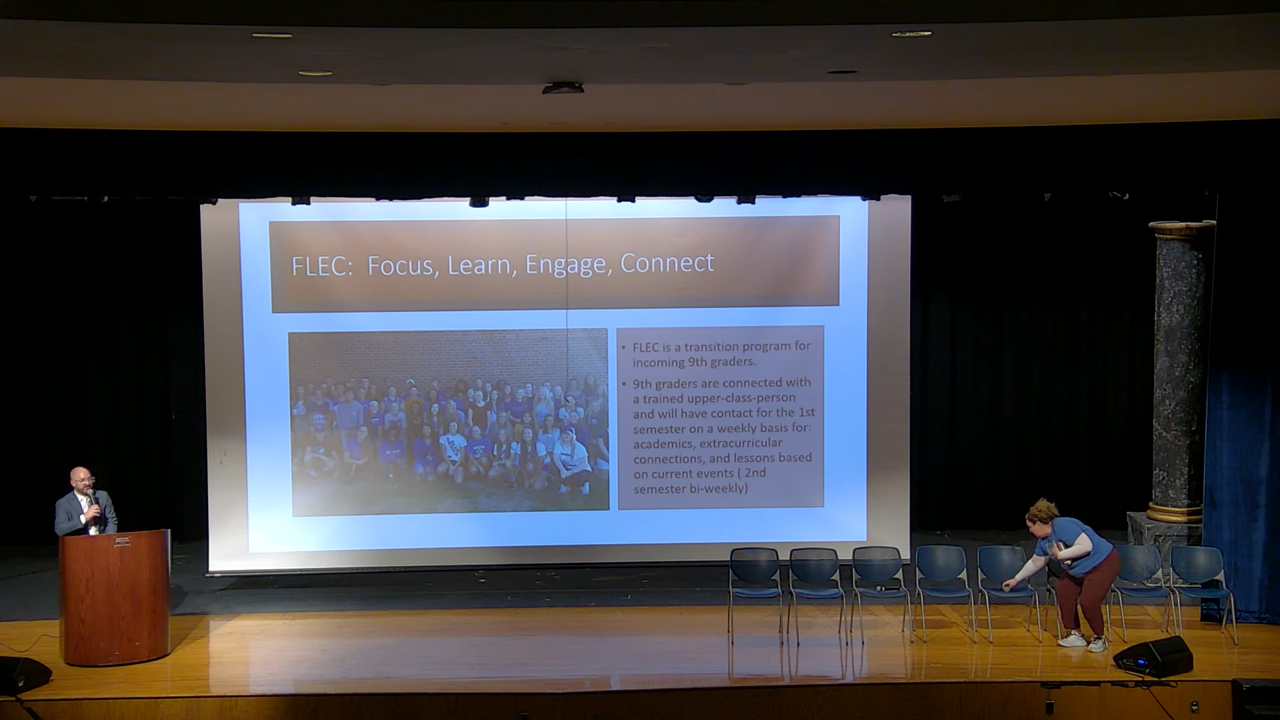 FLEC: Focus, Learn, Engage, Connect
• FLEC is a transition program for
incoming 9th graders.
• 9th graders are connected with
a trained upper-class-person
and will have contact for the 1st
semester on a weekly basis for:
academics, extracurricular
connections, and lessons based
on current events ( 2nd
semester bi-weekly)